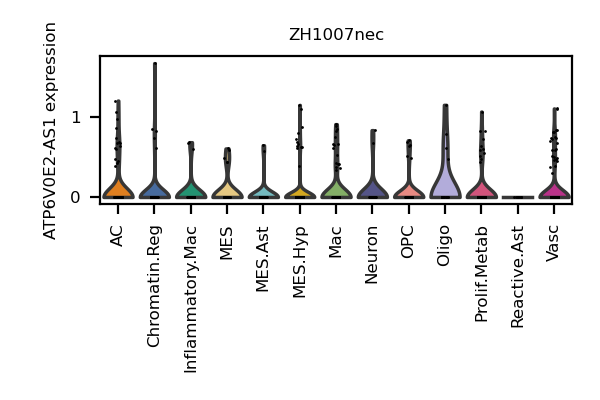 ZH1007nec
ATP6V0E2-AS1 expression
1
0
AC
Chromatin.Reg
Inflammatory.Mac
MES
MES.Ast
MES.Hyp
Mac
Neuron
OPC
Oligo
Prolif.Metab
Reactive.Ast
Vasc